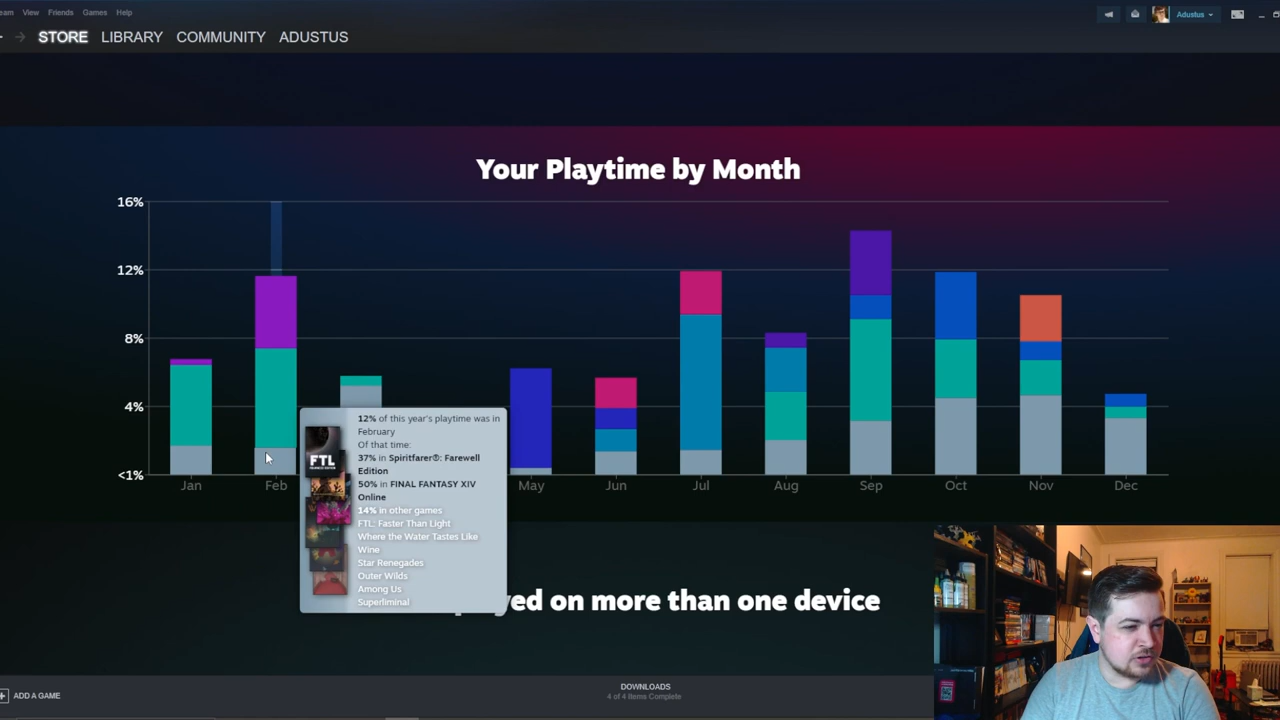 eam View Friends Games Help
Adustus
STORE LIBRARY COMMUNITY ADUSTUS
Your Playtime by Month
16%
12%
8%
4%
<1%
Jan Feb May Jun Jul Aug Sep Oct Nov Dec
12% of this year's playtime was in
February
Of that time:
37% in Spiritfarer®: Farewell
Edition
50% in FINAL FANTASY XIV
Online
14% in other games
FTL: Faster Than Light
Where the Water Tastes Like
Wine
Star Renegades
Outer Wilds
Among Us
Superliminal
FTL
yed on more than one device
ADD A GAME
DOWNLOADS
4 of 4 Items Complete